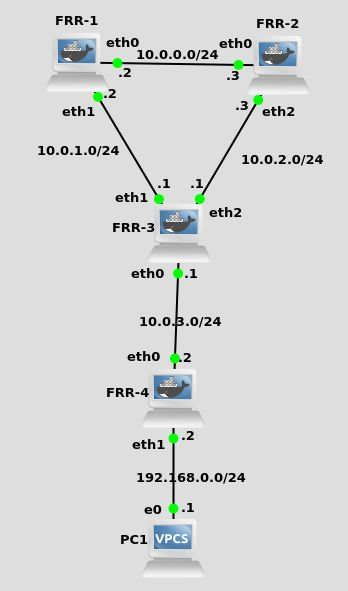 FRR-1
FRR-2
eth0
10.0.0.0/24
eth0
.2
.3
.2
.3
eth1
eth2
10.0.1.0/24
10.0.2.0/24
.1
.1
eth1
eth2
FRR-3
eth0
.1
10.0.3.0/24
eth0
.2
FRR-4
.2
eth1
192.168.0.0/24
e0
.1
PC1
VPCS